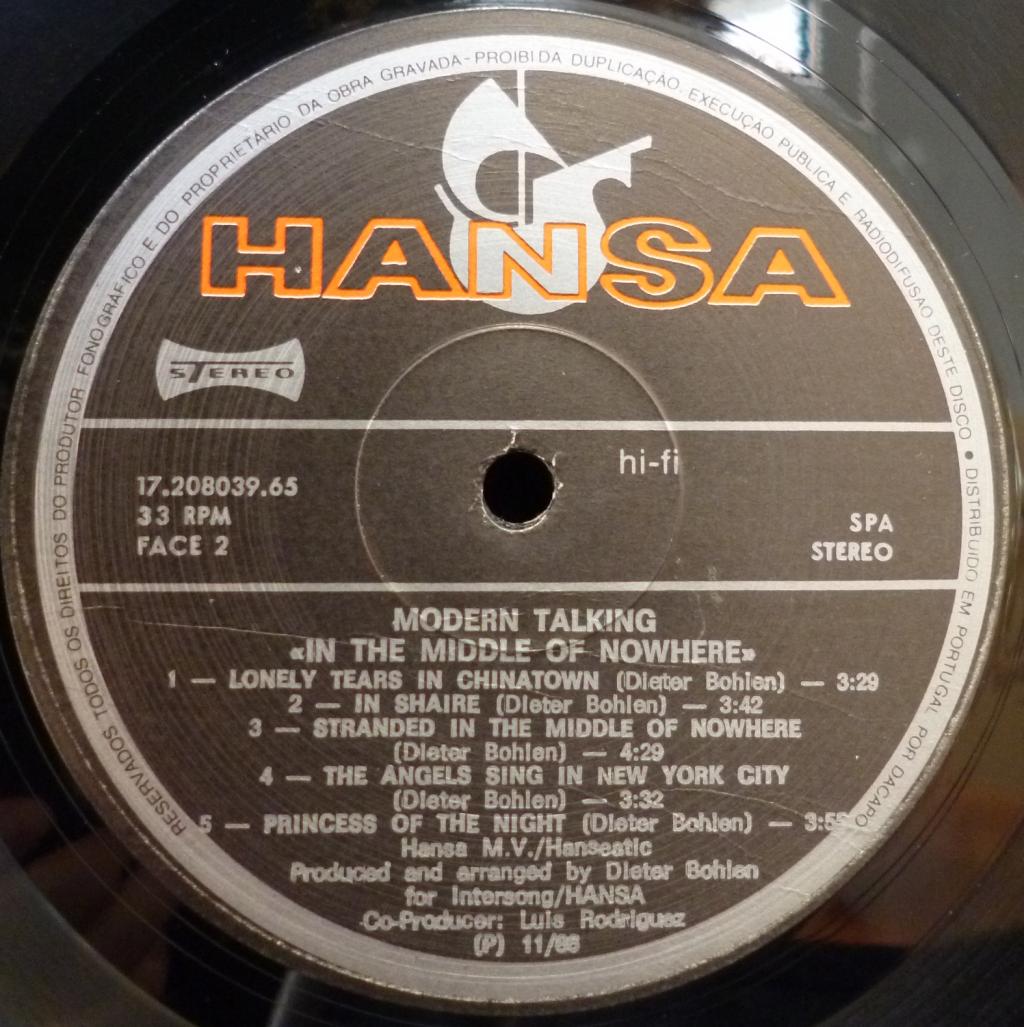 RESERVADOS TODOS OS DIREITOS DO PRODUTOR FONOGRÁFICO E DO PROPRIETÁRIO DA OBRA GRAVADA - PROIBIDA DUPLICAÇÃO, EXECUÇÃO PUBLICA E RADIODIFUSAO DESTE DISCO • DISTRIBUIDO EM PORTUGAL POR DACAPO
HANSA
STEREO
hi-fi
17.208039.65
33 RPM
FACE 2
SPA
STEREO
MODERN TALKING
«IN THE MIDDLE OF NOWHERE»
1 — LONELY TEARS IN CHINATOWN (Dieter Bohlen) — 3:29
2 — IN SHAIRE (Dieter Bohlen) — 3:42
3 — STRANDED IN THE MIDDLE OF NOWHERE
(Dieter Bohlen) — 4:29
4 — THE ANGELS SING IN NEW YORK CITY
(Dieter Bohlen) — 3:32
5 — PRINCESS OF THE NIGHT (Dieter Bohlen) — 3:55
Hansa M.V./Hanseatic
Produced and arranged by Dieter Bohlen
for Intersong/HANSA
Co-Producer: Luis Rodriguez
(P) 11/86